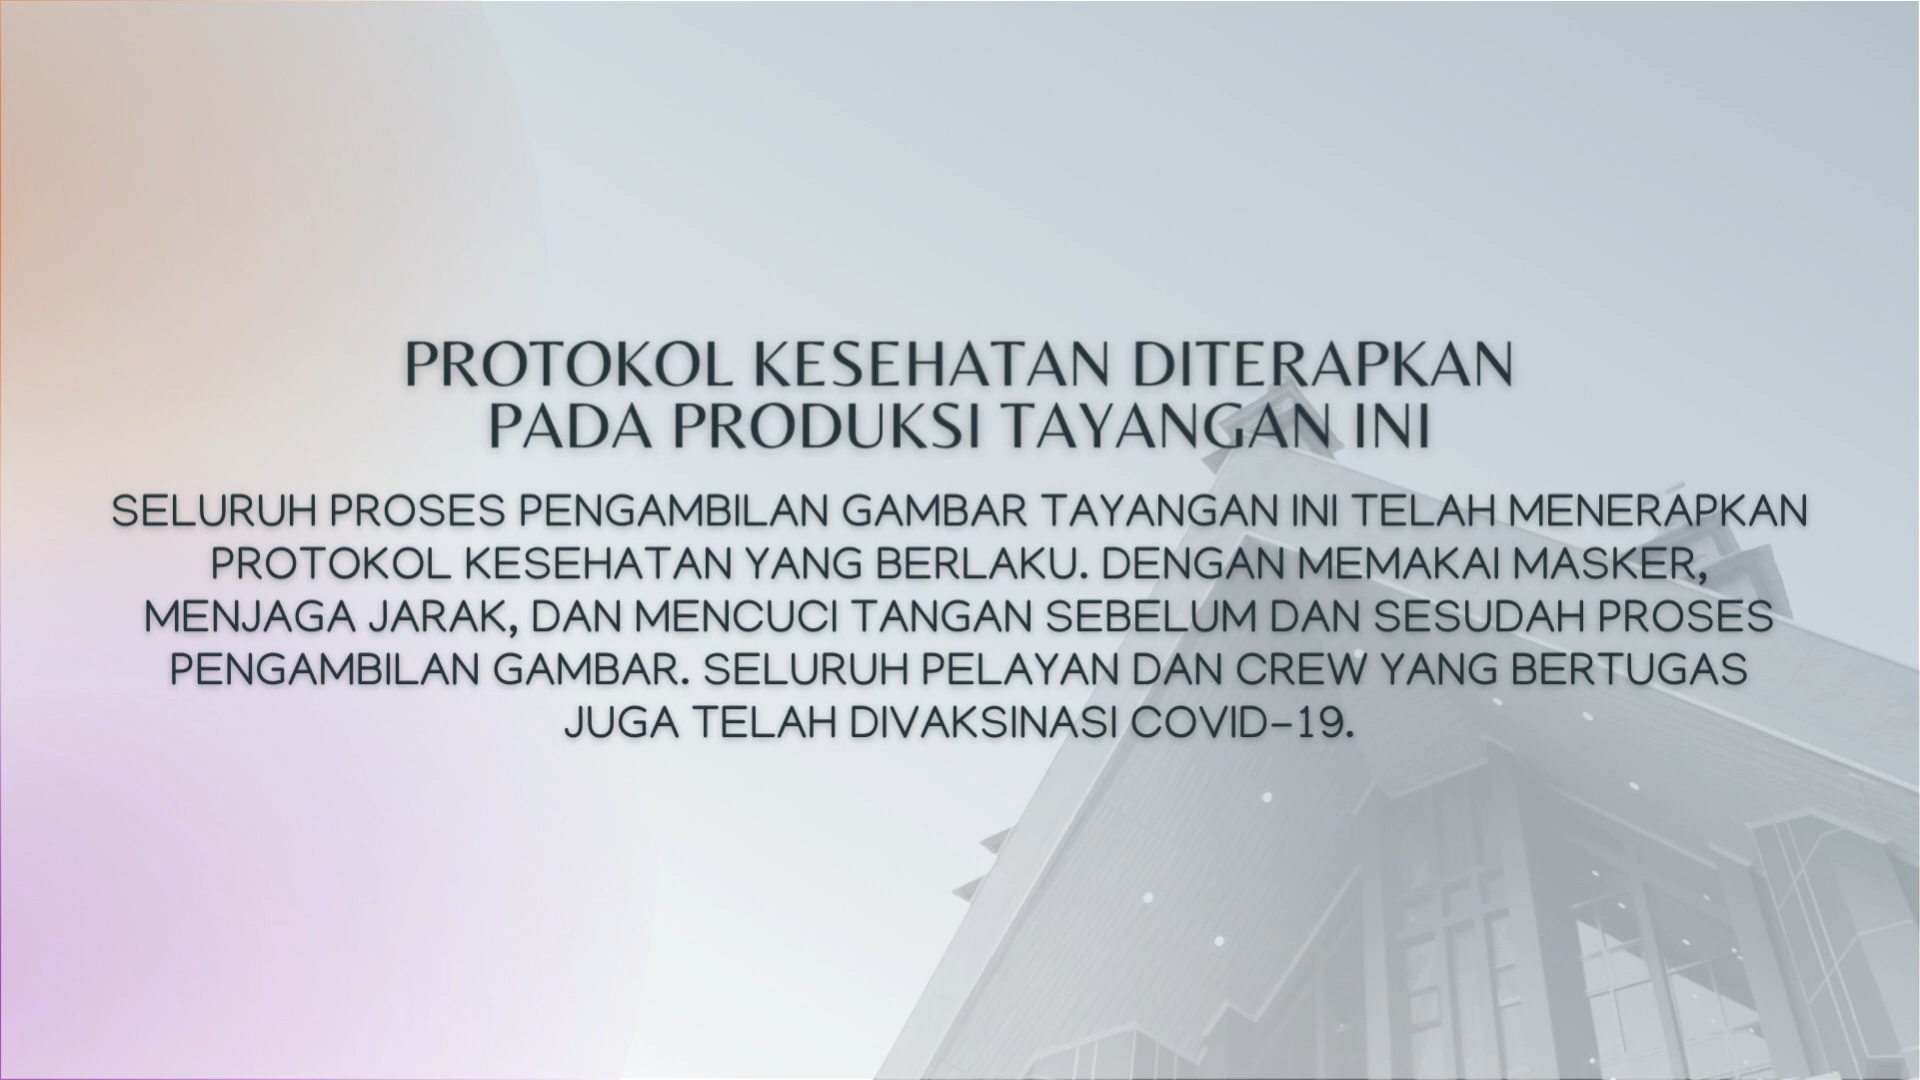 PROTOKOL KESEHATAN DITERAPKAN
PADA PRODUKSI TAYANGAN INI
SELURUH PROSES PENGAMBILAN GAMBAR TAYANGAN INI TELAH MENERAPKAN
PROTOKOL KESEHATAN YANG BERLAKU. DENGAN MEMAKAI MASKER,
MENJAGA JARAK, DAN MENCUCI TANGAN SEBELUM DAN SESUDAH PROSES
PENGAMBILAN GAMBAR. SELURUH PELAYAN DAN CREW YANG BERTUGAS
JUGA TELAH DIVAKSINASI COVID-19.